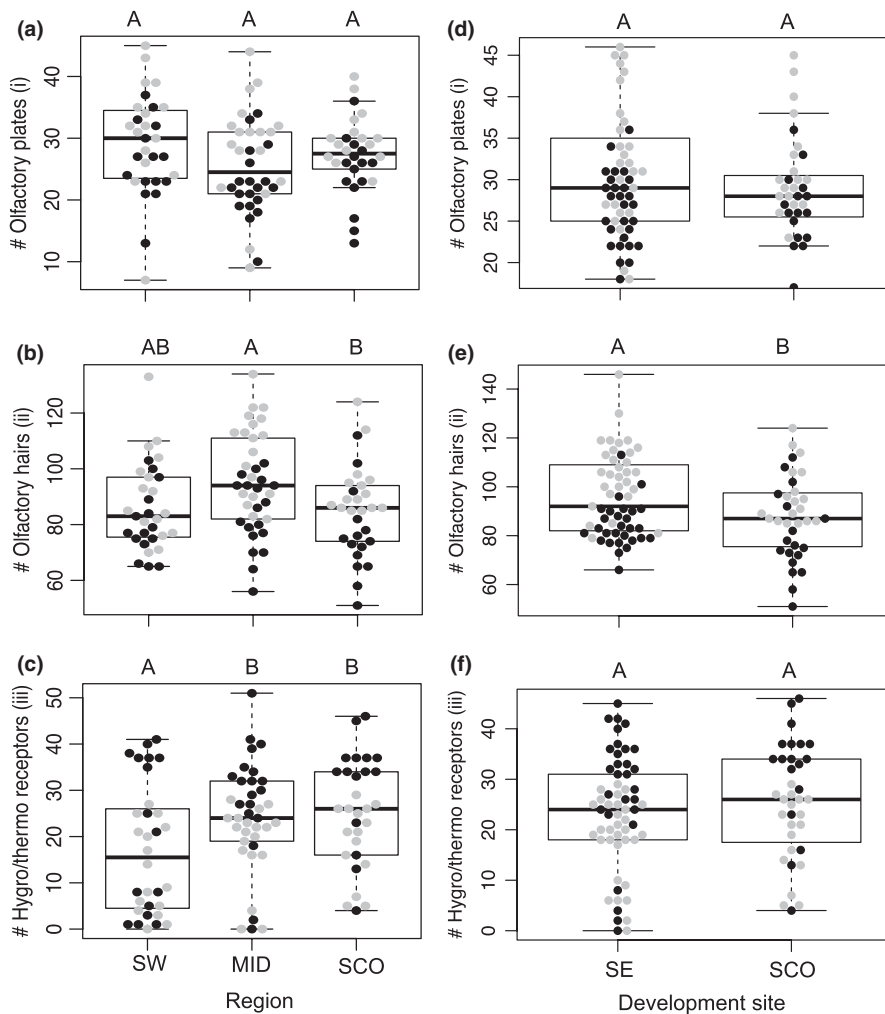 (a)
A A A
# Olfactory plates (i)
40
30
20
10
(b)
AB A B
# Olfactory hairs (ii)
120
100
80
60
(c)
A B B
# Hygro/thermo receptors (iii)
50
40
30
20
10
0
SW MID SCO
Region
(d)
A A
# Olfactory plates (i)
45
40
35
30
25
20
(e)
A B
# Olfactory hairs (ii)
140
120
100
80
60
(f)
A A
# Hygro/thermo receptors (iii)
40
30
20
10
0
SE SCO
Development site